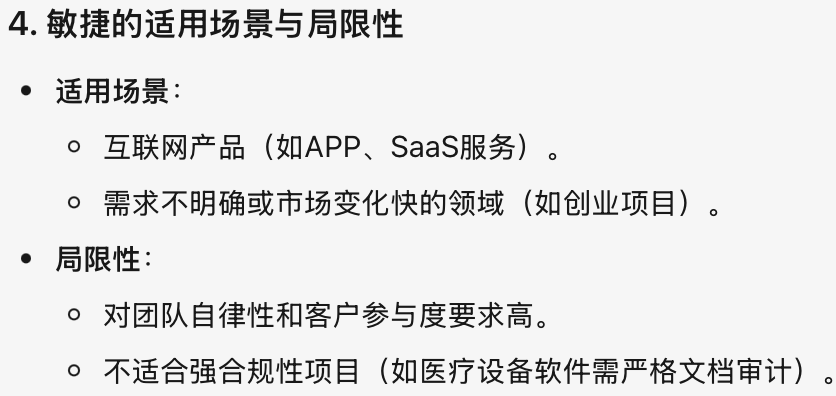 4. 敏捷的适用场景与局限性
• 适用场景：
○ 互联网产品（如APP、SaaS服务）。
○ 需求不明确或市场变化快的领域（如创业项目）。
• 局限性：
○ 对团队自律性和客户参与度要求高。
○ 不适合强合规性项目（如医疗设备软件需严格文档审计）。